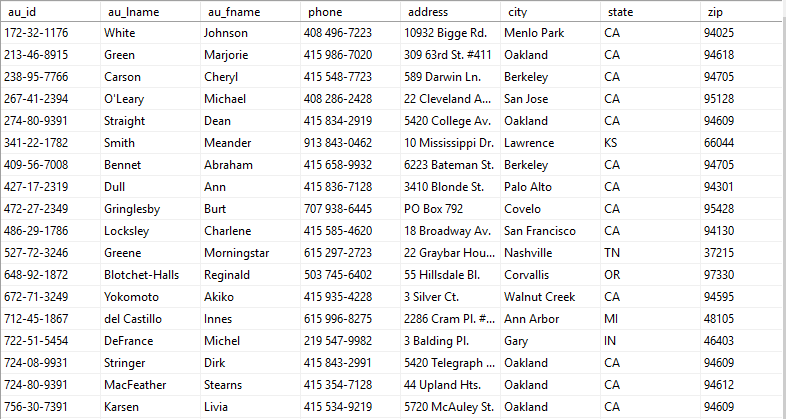 au_id au_lname au_fname phone address city state zip
172-32-1176 White Johnson 408 496-7223 10932 Bigge Rd. Menlo Park CA 94025
213-46-8915 Green Marjorie 415 986-7020 309 63rd St. #411 Oakland CA 94618
238-95-7766 Carson Cheryl 415 548-7723 589 Darwin Ln. Berkeley CA 94705
267-41-2394 O'Leary Michael 408 286-2428 22 Cleveland A... San Jose CA 95128
274-80-9391 Straight Dean 415 834-2919 5420 College Av. Oakland CA 94609
341-22-1782 Smith Meander 913 843-0462 10 Mississippi Dr. Lawrence KS 66044
409-56-7008 Bennet Abraham 415 658-9932 6223 Bateman St. Berkeley CA 94705
427-17-2319 Dull Ann 415 836-7128 3410 Blonde St. Palo Alto CA 94301
472-27-2349 Gringlesby Burt 707 938-6445 PO Box 792 Covelo CA 95428
486-29-1786 Locksley Charlene 415 585-4620 18 Broadway Av. San Francisco CA 94130
527-72-3246 Greene Morningstar 615 297-2723 22 Graybar Hou... Nashville TN 37215
648-92-1872 Blotchet-Halls Reginald 503 745-6402 55 Hillsdale Bl. Corvallis OR 97330
672-71-3249 Yokomoto Akiko 415 935-4228 3 Silver Ct. Walnut Creek CA 94595
712-45-1867 del Castillo Innes 615 996-8275 2286 Cram Pl. #... Ann Arbor MI 48105
722-51-5454 DeFrance Michel 219 547-9982 3 Balding Pl. Gary IN 46403
724-08-9931 Stringer Dirk 415 843-2991 5420 Telegraph ... Oakland CA 94609
724-80-9391 MacFeather Stearns 415 354-7128 44 Upland Hts. Oakland CA 94612
756-30-7391 Karsen Livia 415 534-9219 5720 McAuley St. Oakland CA 94609